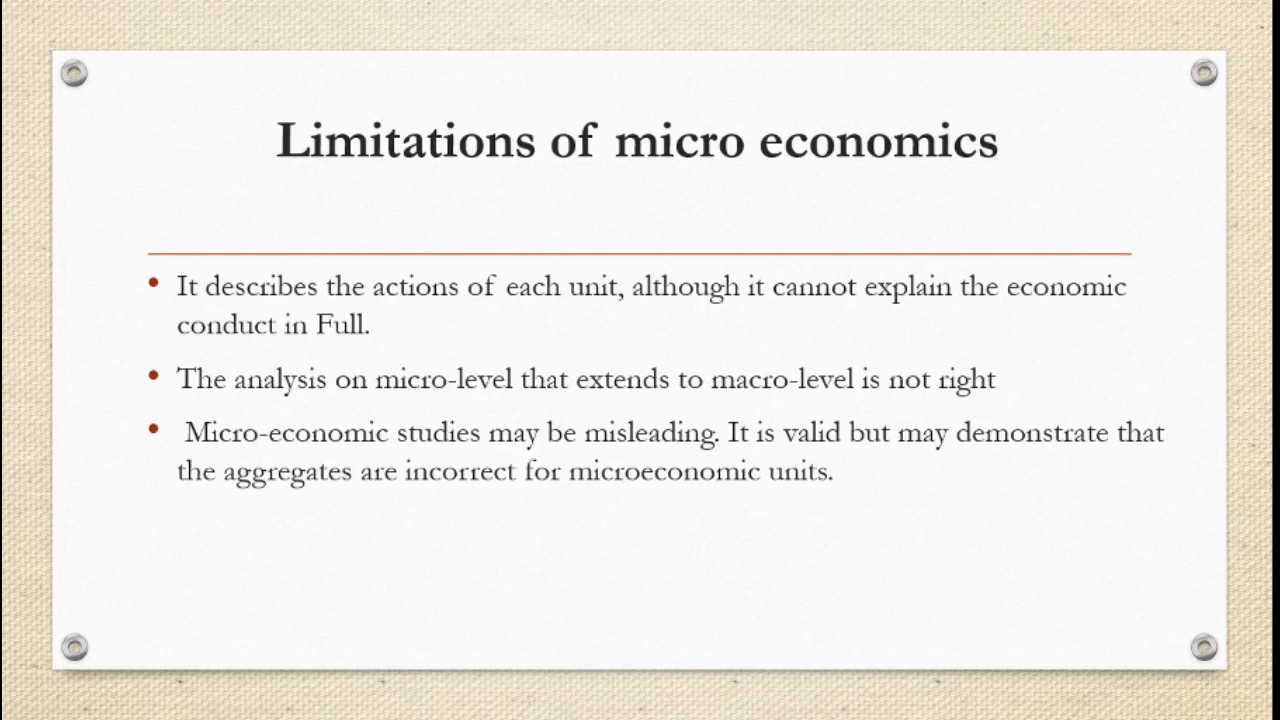 Limitations of micro economics
• It describes the actions of each unit, although it cannot explain the economic
conduct in Full.
• The analysis on micro-level that extends to macro-level is not right
• Micro-economic studies may be misleading. It is valid but may demonstrate that
the aggregates are incorrect for microeconomic units.